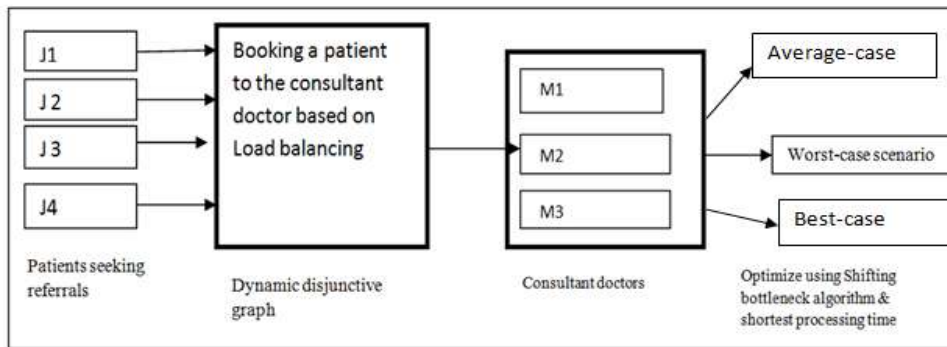 J1
J 2
J 3
J4
Patients seeking
referrals
Booking a patient
to the consultant
doctor based on
Load balancing
Dynamic disjunctive
graph
M1
M2
M3
Consultant doctors
Average-case
Worst-case scenario
Best-case
Optimize using Shifting
bottleneck algorithm &
shortest processing time